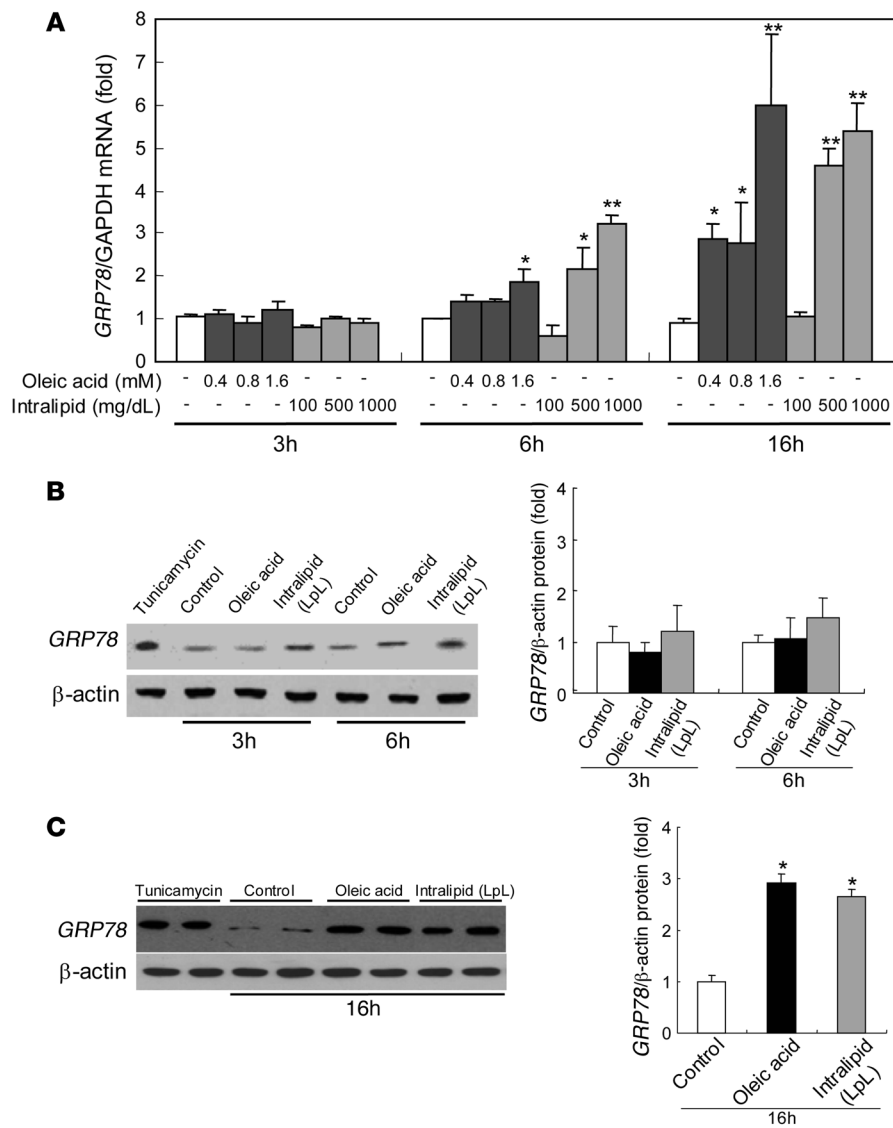 A
GRP78/GAPDH mRNA (fold)
8
7
6
5
4
3
2
1
0
* * ** * ** * * ** ** **
Oleic acid (mM) - 0.4 0.8 1.6 - - - - 0.4 0.8 1.6 - - - - 0.4 0.8 1.6 - - -
Intralipid (mg/dL) - - - - 100 500 1000 - - - - 100 500 1000 - - - - 100 500 1000
3h 6h 16h
B
Tunicamycin
Control
Oleic acid
Intralipid
(LpL)
Control
Oleic acid
Intralipid
(LpL)
GRP78
β-actin
3h 6h
GRP78/β-actin protein (fold)
4
3
2
1
0
Control
Oleic acid
Intralipid
(LpL)
Control
Oleic acid
Intralipid
(LpL)
3h 6h
C
Tunicamycin Control Oleic acid Intralipid (LpL)
GRP78
β-actin
16h
GRP78/β-actin protein (fold)
4
3
2
1
0
* *
Control
Oleic acid
Intralipid
(LpL)
16h